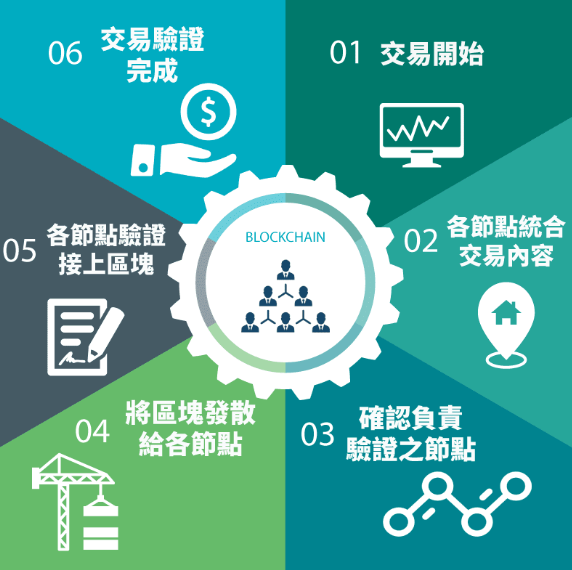 01 交易開始
02 各節點統合
交易內容
03 確認負責
驗證之節點
04 將區塊發散
給各節點
05 各節點驗證
接上區塊
06 交易驗證
完成
BLOCKCHAIN